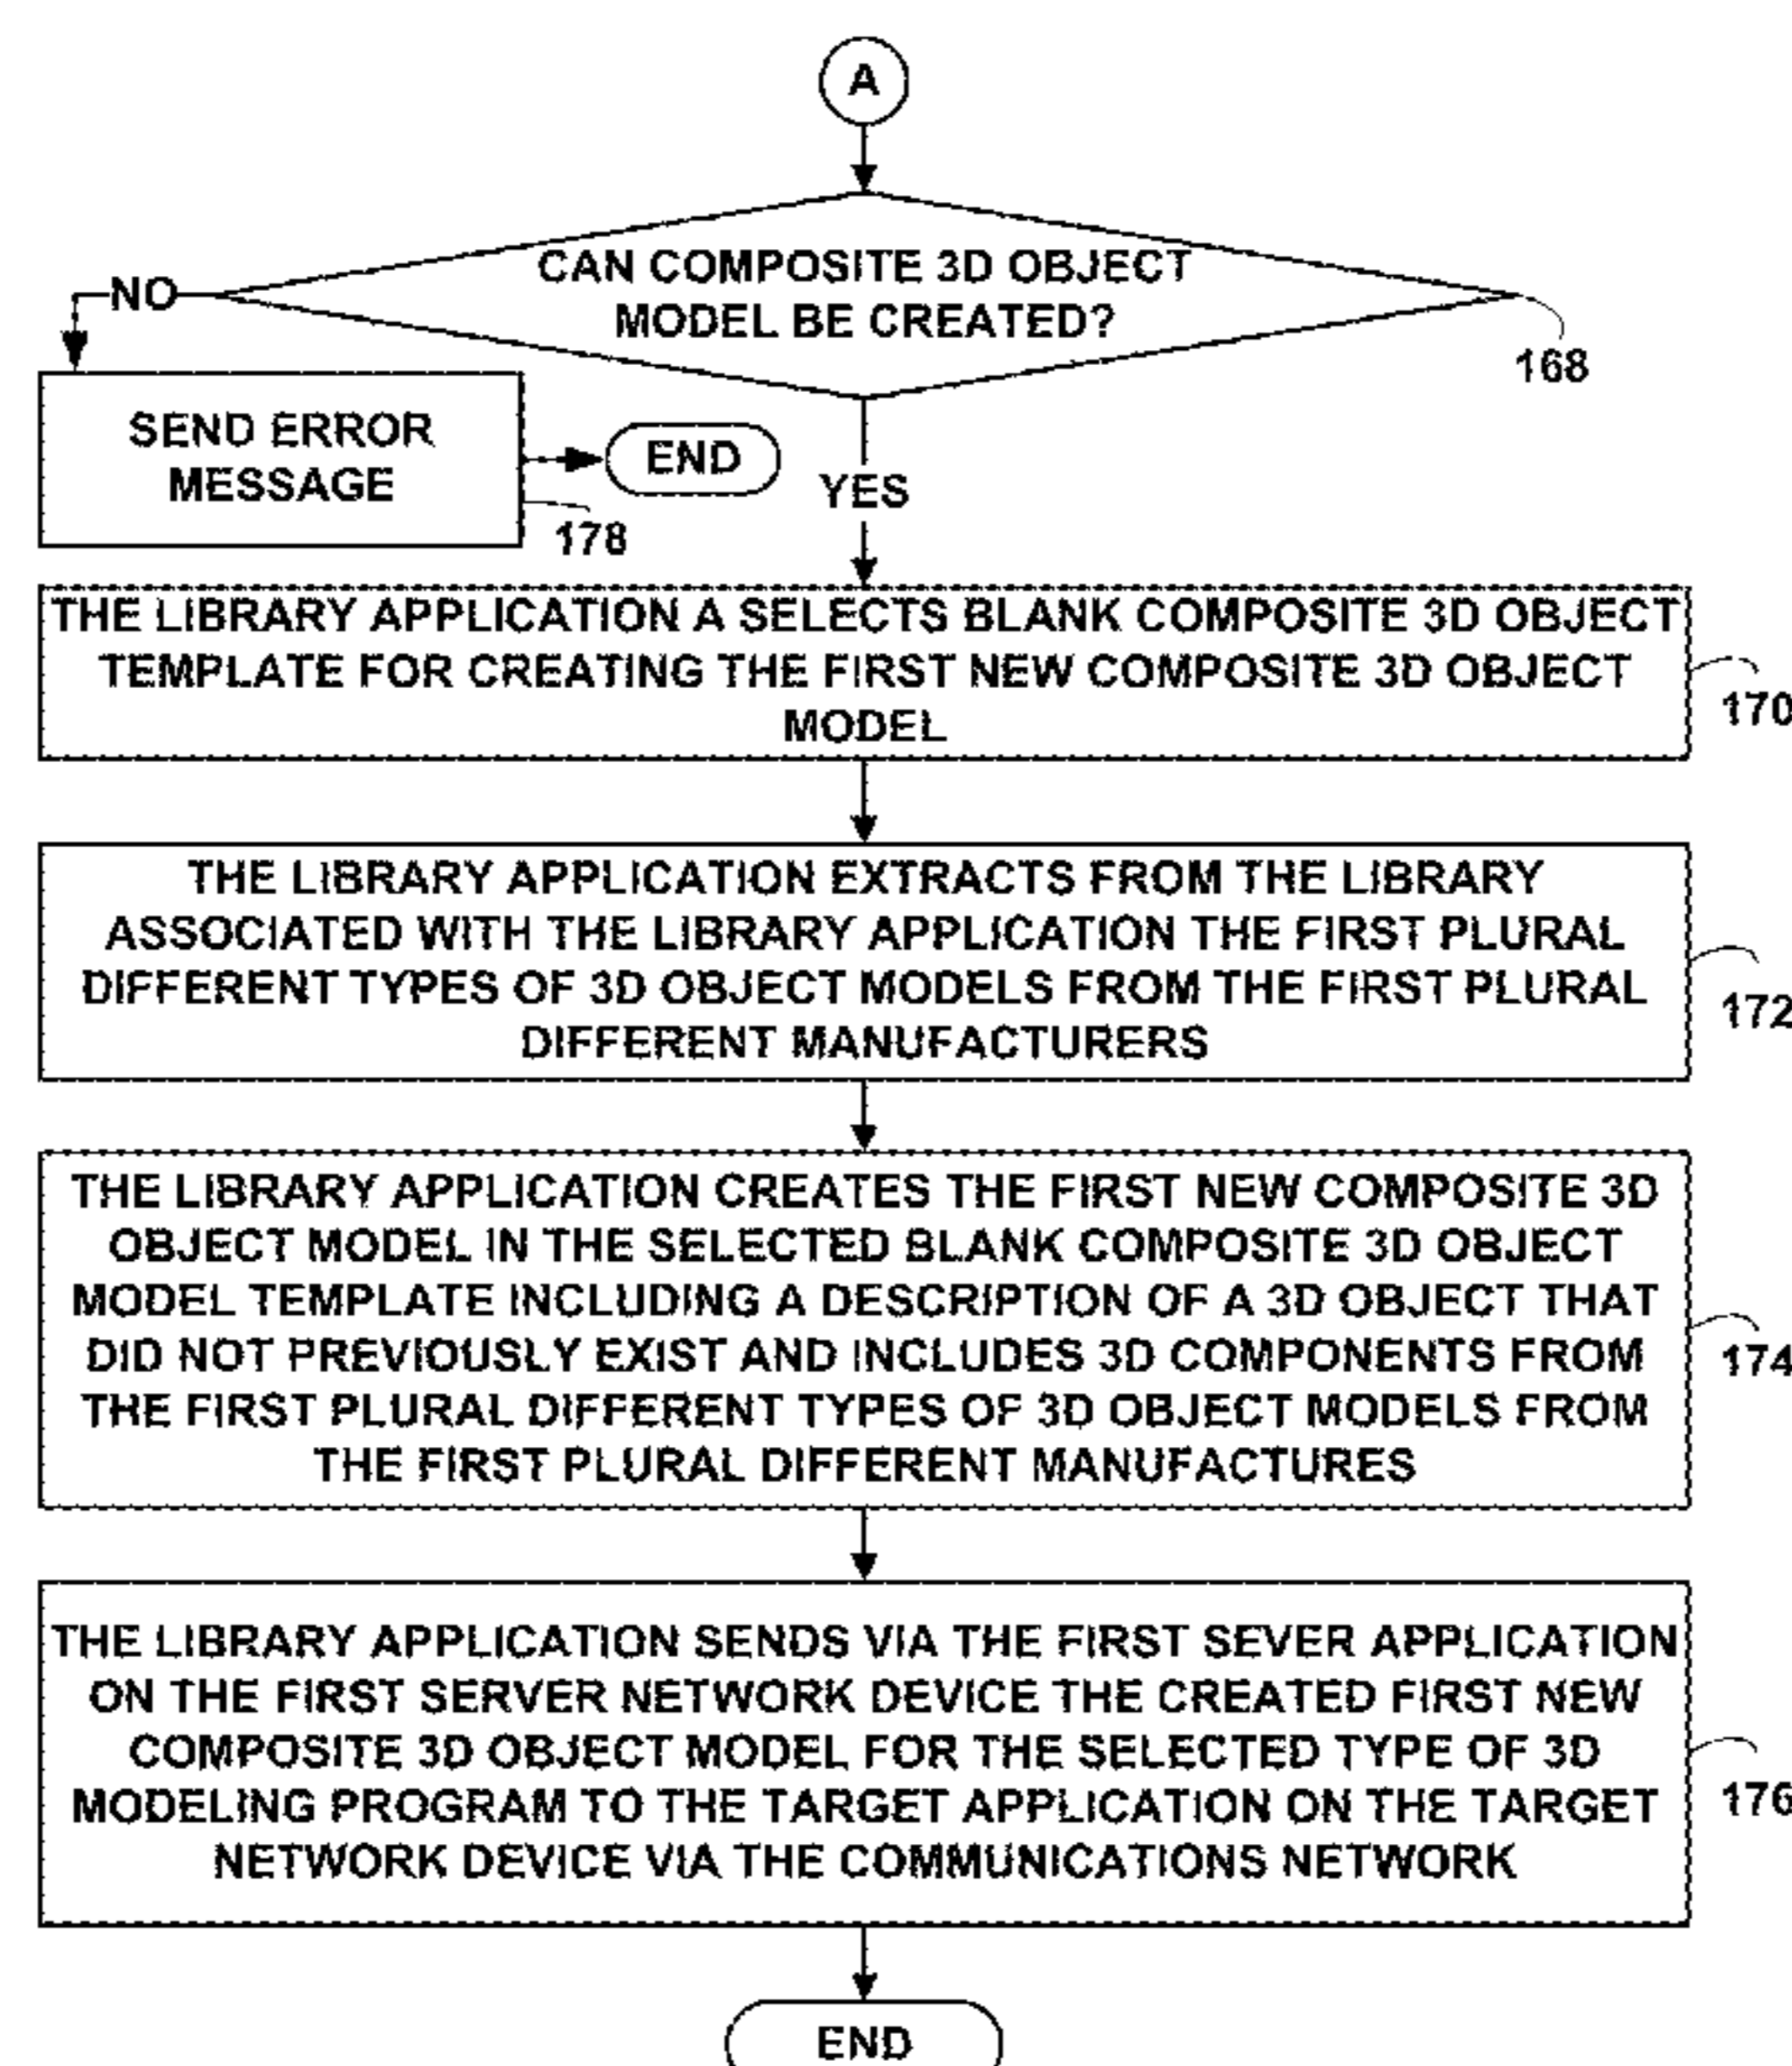 A
CAN COMPOSITE 3D OBJECT
MODEL BE CREATED?
NO
168
SEND ERROR
MESSAGE
END
YES
178
THE LIBRARY APPLICATION A SELECTS BLANK COMPOSITE 3D OBJECT
TEMPLATE FOR CREATING THE FIRST NEW COMPOSITE 3D OBJECT
MODEL
170
THE LIBRARY APPLICATION EXTRACTS FROM THE LIBRARY
ASSOCIATED WITH THE LIBRARY APPLICATION THE FIRST PLURAL
DIFFERENT TYPES OF 3D OBJECT MODELS FROM THE FIRST PLURAL
DIFFERENT MANUFACTURERS
172
THE LIBRARY APPLICATION CREATES THE FIRST NEW COMPOSITE 3D
OBJECT MODEL IN THE SELECTED BLANK COMPOSITE 3D OBJECT
MODEL TEMPLATE INCLUDING A DESCRIPTION OF A 3D OBJECT THAT
DID NOT PREVIOUSLY EXIST AND INCLUDES 3D COMPONENTS FROM
THE FIRST PLURAL DIFFERENT TYPES OF 3D OBJECT MODELS FROM
THE FIRST PLURAL DIFFERENT MANUFACTURES
174
THE LIBRARY APPLICATION SENDS VIA THE FIRST SEVER APPLICATION
ON THE FIRST SERVER NETWORK DEVICE THE CREATED FIRST NEW
COMPOSITE 3D OBJECT MODEL FOR THE SELECTED TYPE OF 3D
MODELING PROGRAM TO THE TARGET APPLICATION ON THE TARGET
NETWORK DEVICE VIA THE COMMUNICATIONS NETWORK
176
END